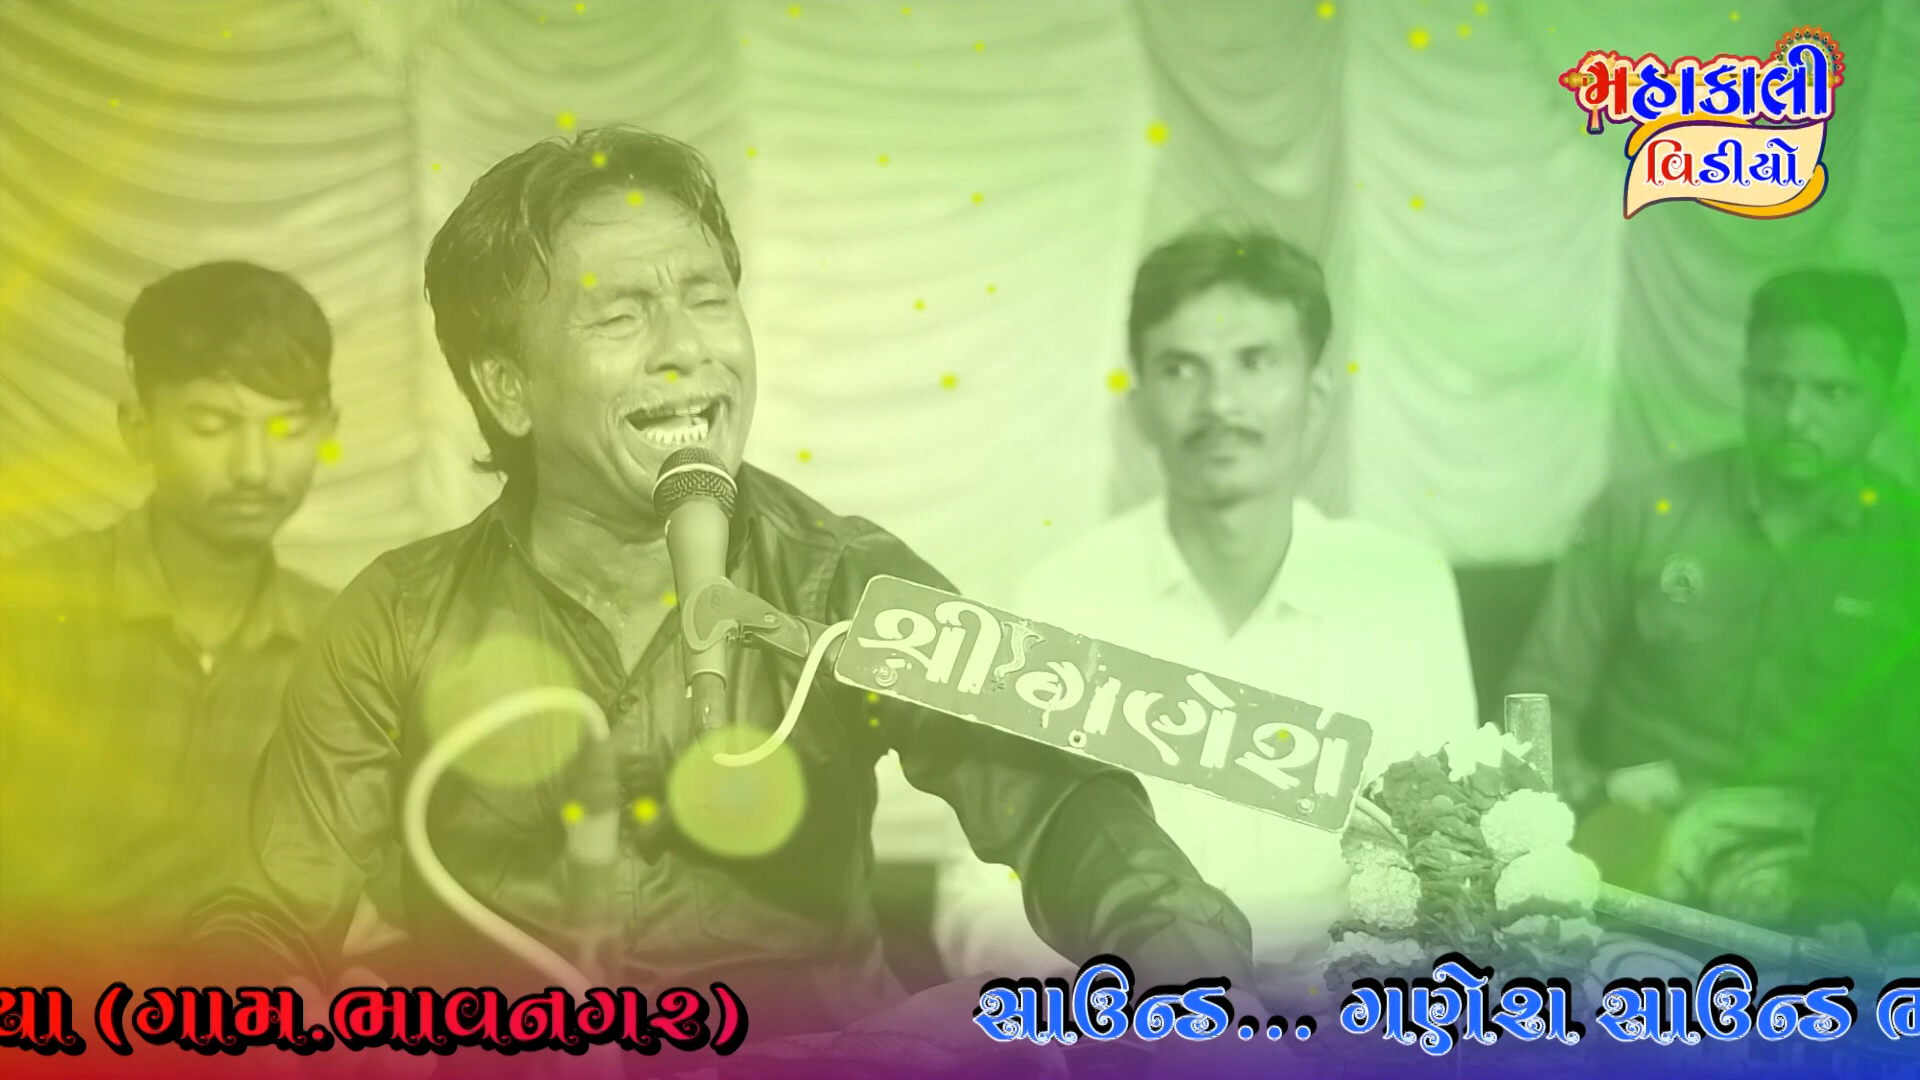 મહાકાલી
વિડીયો
શ્રી ગણેશ
(ગામ.ભાવનગર)
સાઉન્ડ... ગણેશ સાઉન્ડ